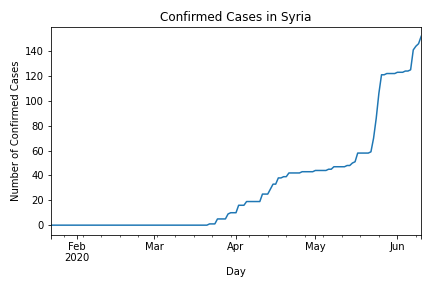 Confirmed Cases in Syria
Number of Confirmed Cases
140
120
100
80
60
40
20
0
Feb Mar Apr May Jun
2020
Day